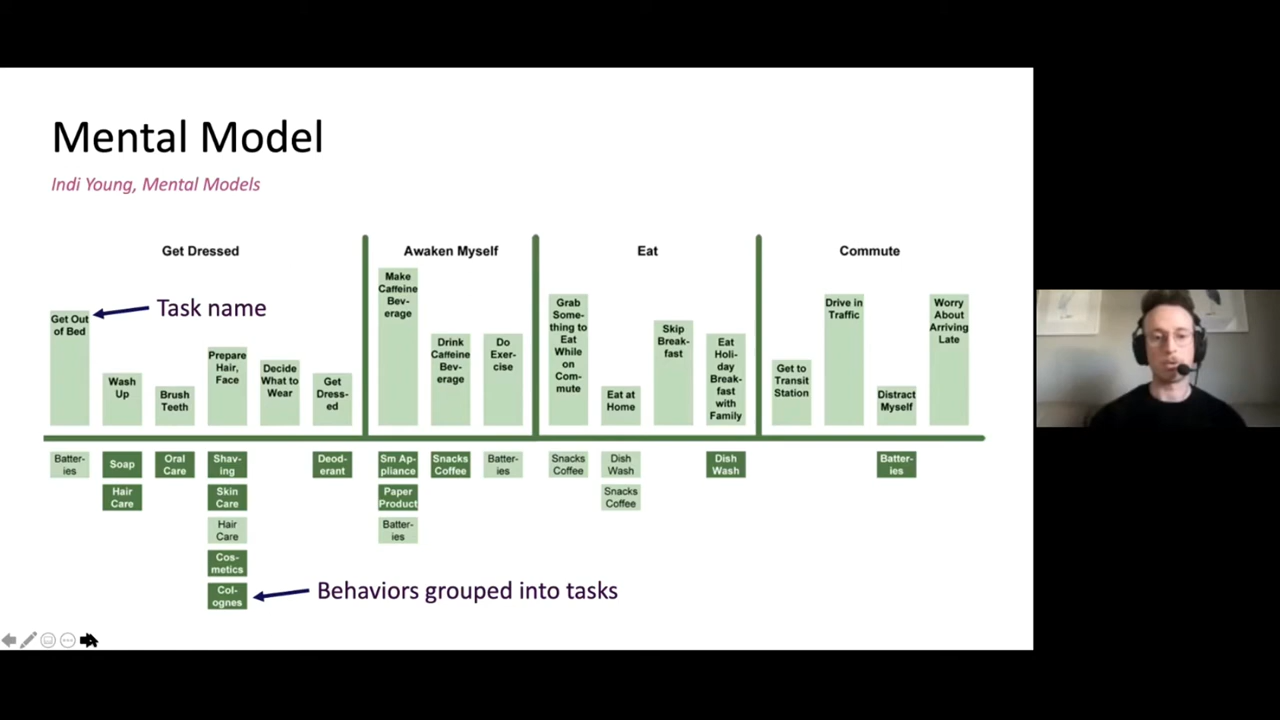 Mental Model
Indi Young, Mental Models
Get Dressed
Awaken Myself
Eat
Commute
Get Out
of Bed
Task name
Wash
Up
Brush
Teeth
Prepare
Hair,
Face
Decide
What to
Wear
Get
Dress-
ed
Make
Caffeine
Bev-
erage
Drink
Caffeine
Bev-
erage
Do
Exer-
cise
Grab
Some-
thing to
Eat
While
on
Com-
mute
Eat at
Home
Skip
Break-
fast
Eat
Holi-
day
Break-
fast
with
Family
Get to
Transit
Station
Drive in
Traffic
Distract
Myself
Worry
About
Arriving
Late
Batter-
ies
Soap
Hair
Care
Oral
Care
Shav-
ing
Skin
Care
Hair
Care
Cos-
metics
Col-
ognes
Deod-
erant
Sm Ap-
pliance
Paper
Product
Batter-
ies
Snacks
Coffee
Batter-
ies
Snacks
Coffee
Dish
Wash
Snacks
Coffee
Dish
Wash
Batter-
ies
Behaviors grouped into tasks